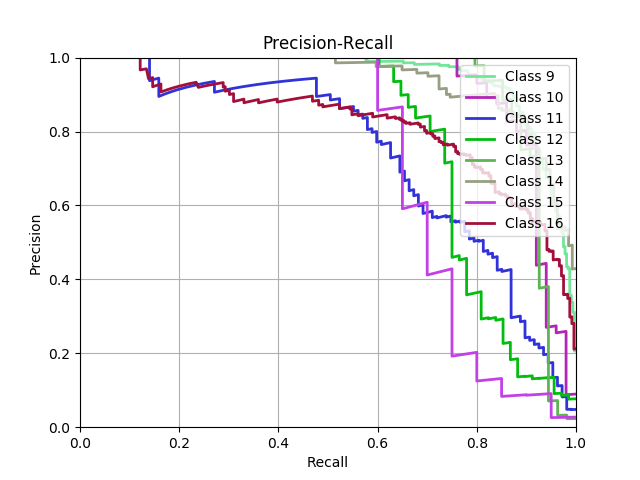 Precision-Recall
1.0
0.8
0.6
0.4
0.2
0.0
Precision
Class 9
Class 10
Class 11
Class 12
Class 13
Class 14
Class 15
Class 16
0.0 0.2 0.4 0.6 0.8 1.0
Recall